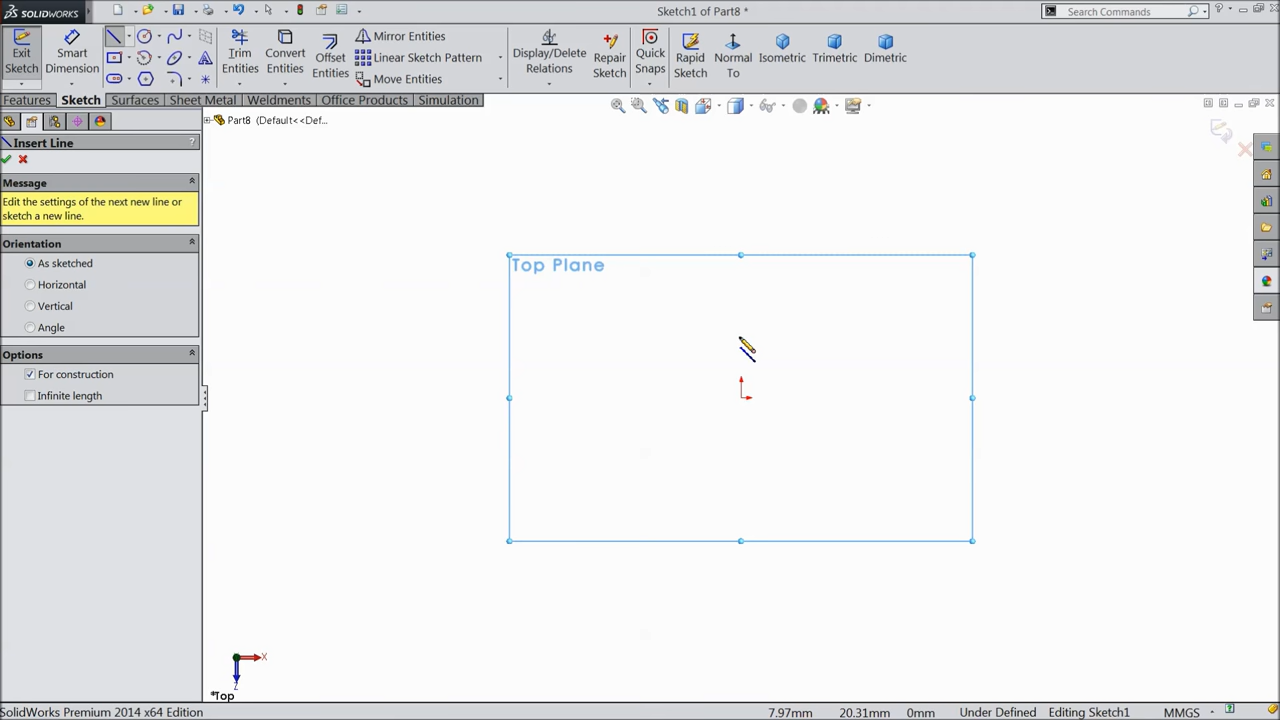 SOLIDWORKS
Sketch1 of Part8 *
Search Commands
Exit Sketch
Smart Dimension
Trim Entities
Convert Entities
Offset Entities
Mirror Entities
Linear Sketch Pattern
Move Entities
Display/Delete Relations
Repair Sketch
Quick Snaps
Rapid Sketch
Normal To
Isometric
Trimetric
Dimetric
Features
Sketch
Surfaces
Sheet Metal
Weldments
Office Products
Simulation
Part8 (Default<<Def...
Insert Line
?
Message
Edit the settings of the next new line or
sketch a new line.
Orientation
As sketched
Horizontal
Vertical
Angle
Options
For construction
Infinite length
Top Plane
X
Z
*Top
SolidWorks Premium 2014 x64 Edition
7.97mm
20.31mm
0mm
Under Defined
Editing Sketch1
MMGS
?